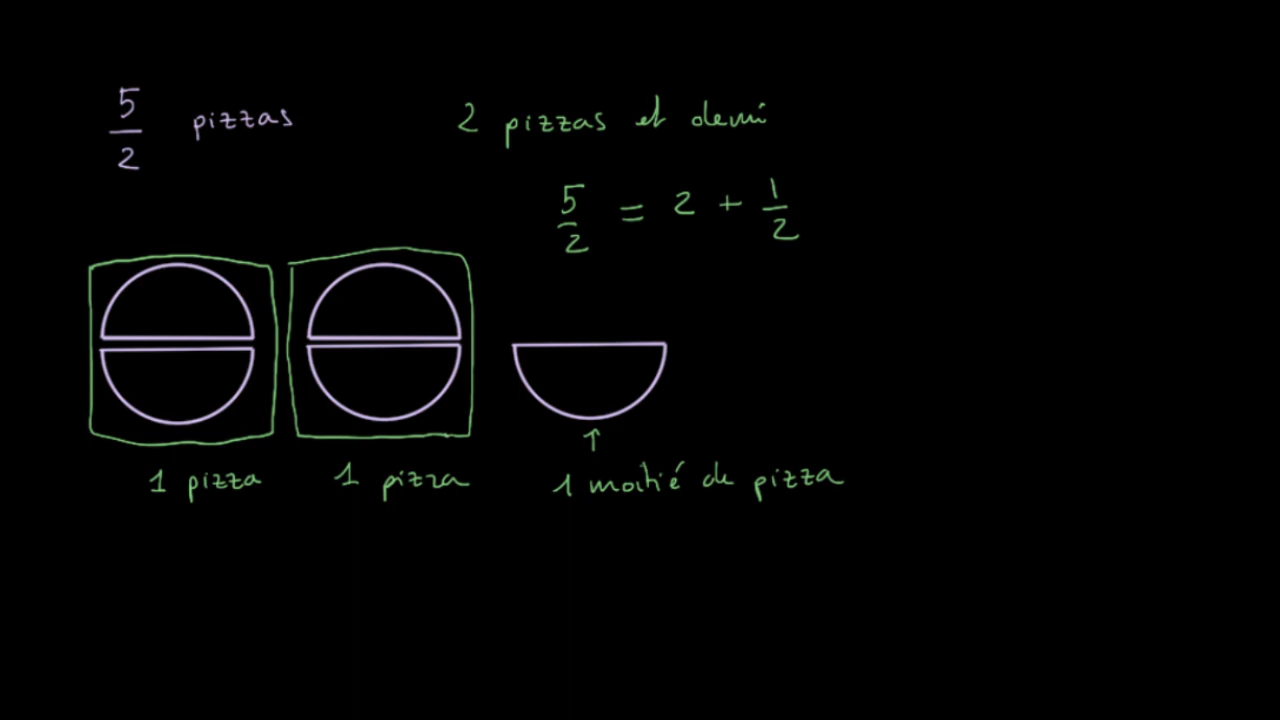 5/2 pizzas
2 pizzas et demi
5/2 = 2 + 1/2
1 pizza
1 pizza
1 moitié de pizza